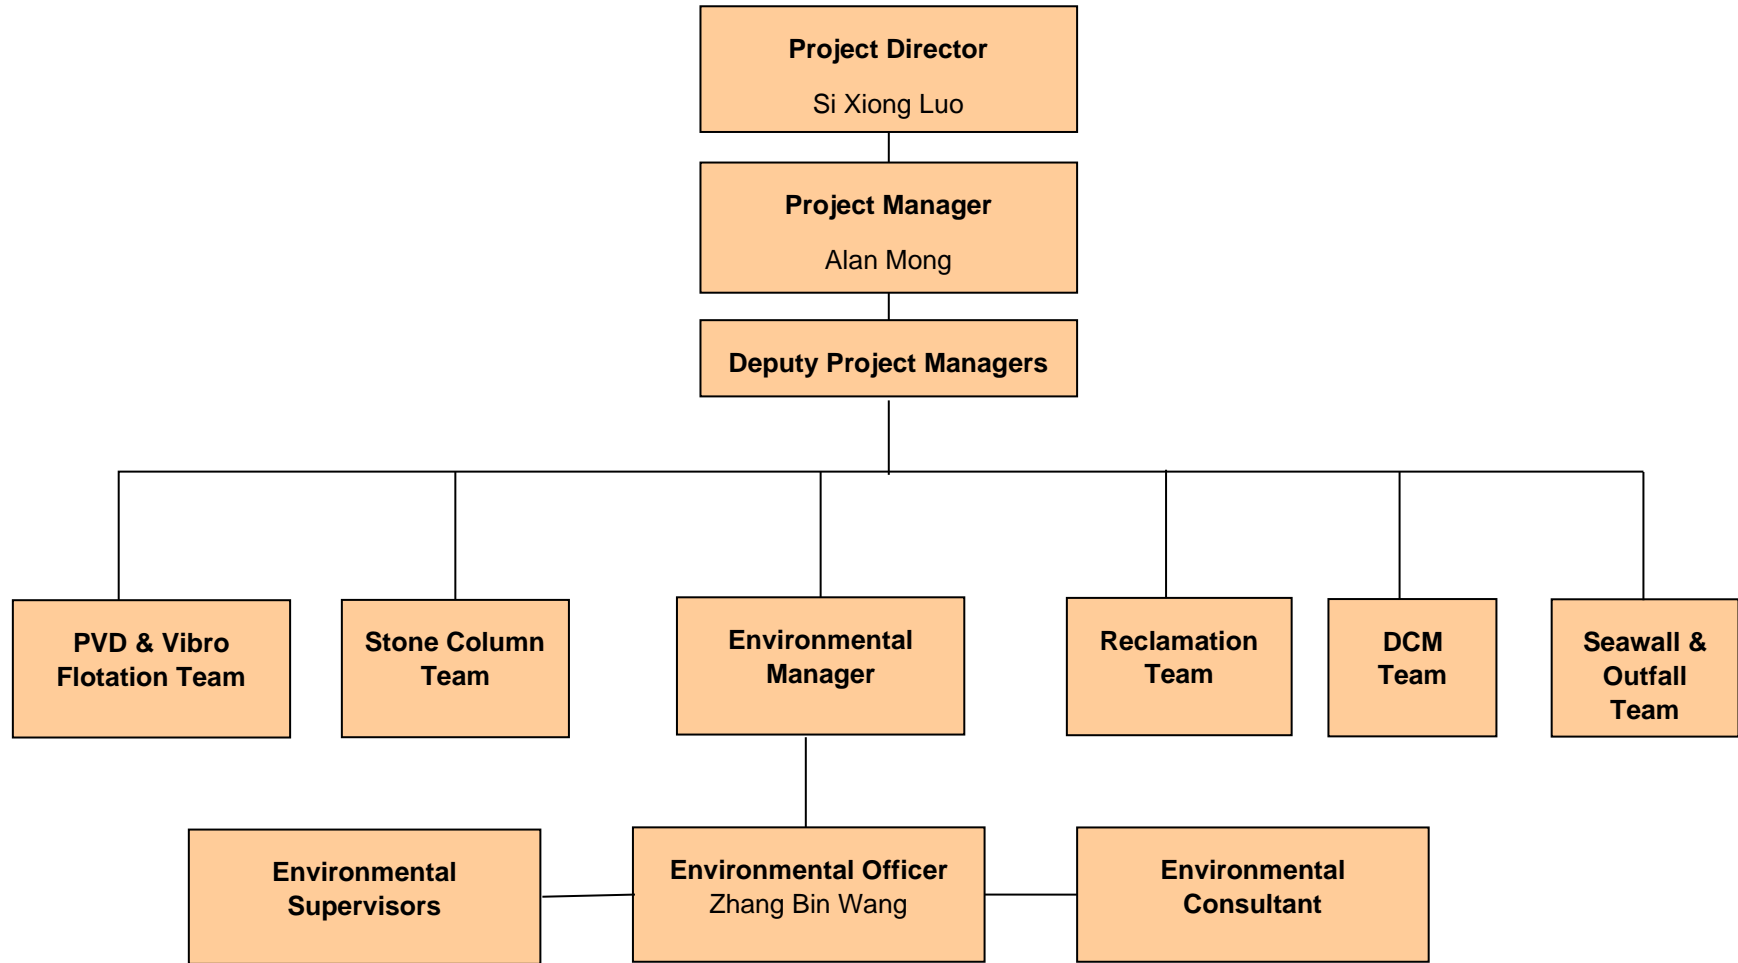 Project Director
Si Xiong Luo
Project Manager
Alan Mong
Deputy Project Managers
PVD & Vibro
Flotation Team
Stone Column
Team
Environmental
Manager
Reclamation
Team
DCM
Team
Seawall &
Outfall
Team
Environmental
Supervisors
Environmental Officer
Zhang Bin Wang
Environmental
Consultant